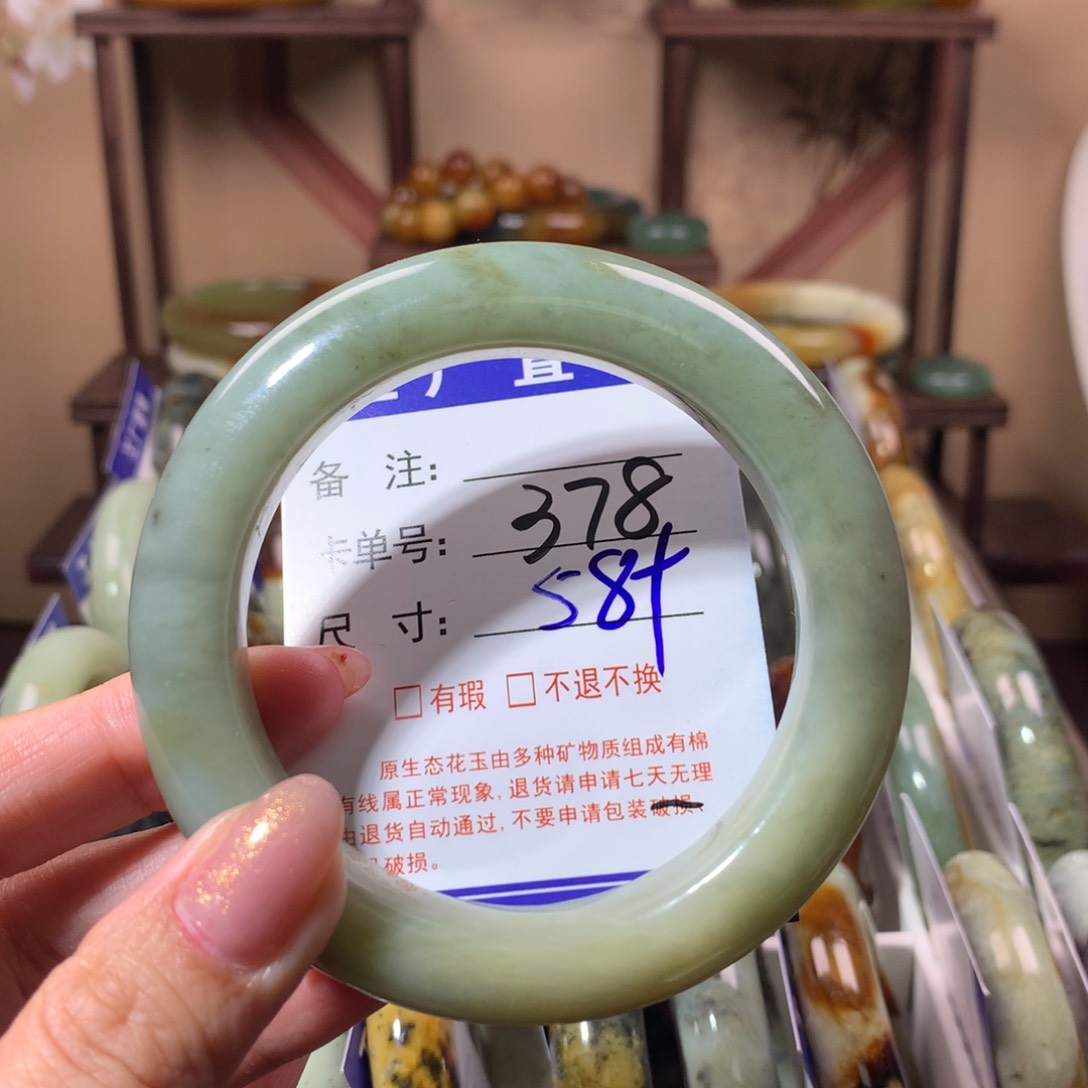 厂直
备 注:
卡单号: 378
尺 寸: 58+
□有瑕 □不退不换
原生态花玉由多种矿物质组成有棉
有线属正常现象,退货请申请七天无理
由退货自动通过,不要申请包装破损、
破损。